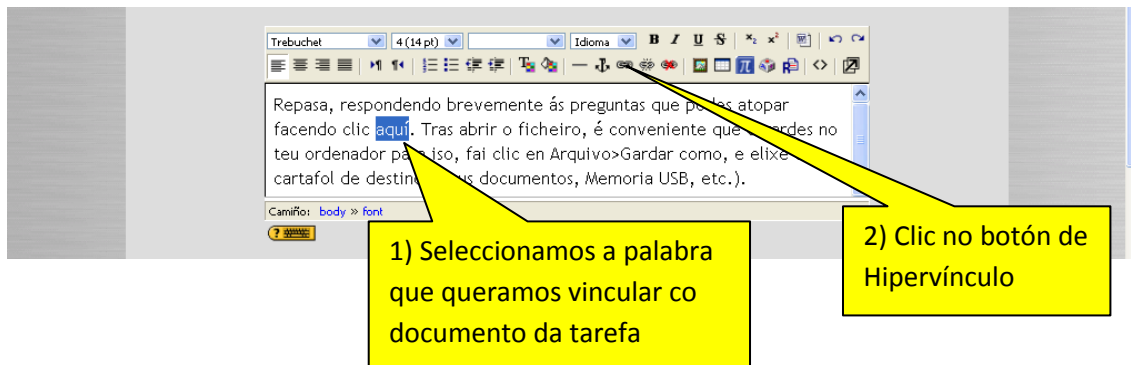 Trebuchet 4 (14 pt) Idioma B I U S x₂ x²
Repasa, respondendo brevemente ás preguntas que podes atopar
facendo clic aquí. Tras abrir o ficheiro, é conveniente que
no
teu ordenador para iso, fai clic en Arquivo>Gardar como, e elixe
cartafol de destino documentos, Memoria USB, etc.).
Camiño: body » font
1) Seleccionamos a palabra
que queramos vincular co
documento da tarefa
2) Clic no botón de
Hipervínculo